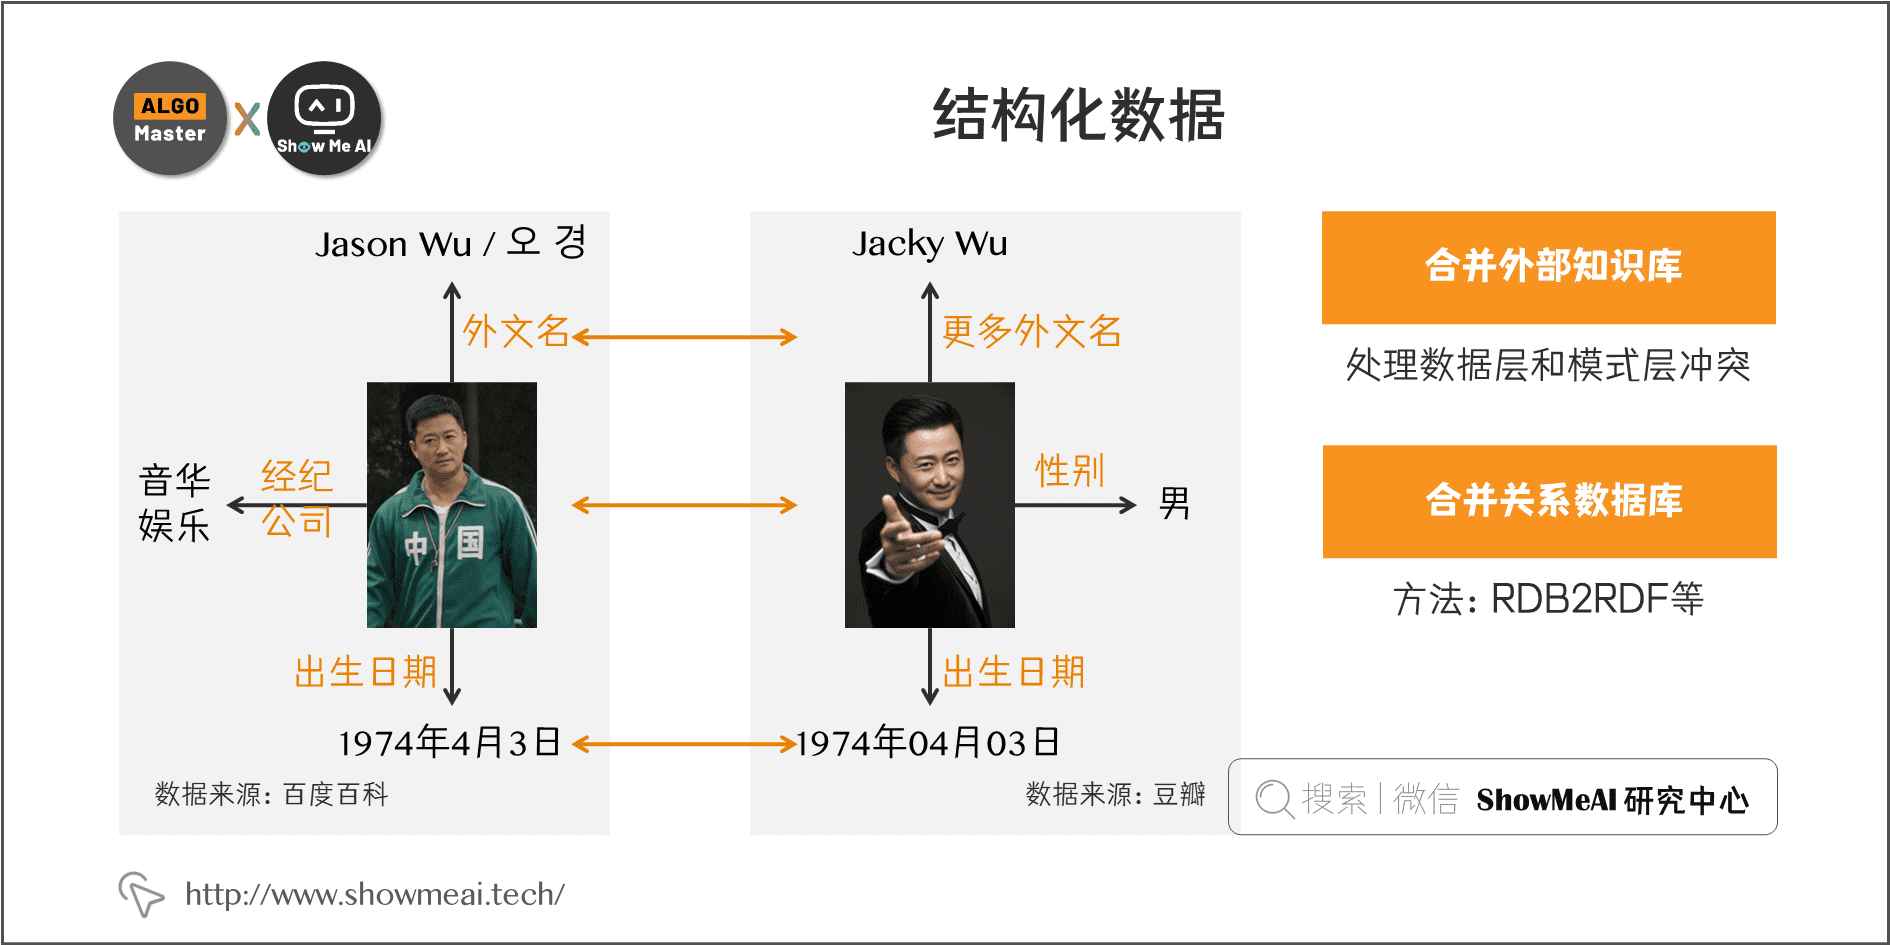 ALGO
Master
X
AI
Show Me AI
结构化数据
Jason Wu / 오 경
外文名
经纪
公司
音华
娱乐
中 国
出生日期
1974年4月3日
数据来源: 百度百科
Jacky Wu
更多外文名
性别
男
出生日期
1974年04月03日
数据来源: 豆瓣
合并外部知识库
处理数据层和模式层冲突
合并关系数据库
方法: RDB2RDF等
搜索 | 微信 ShowMeAI 研究中心
http://www.showmeai.tech/